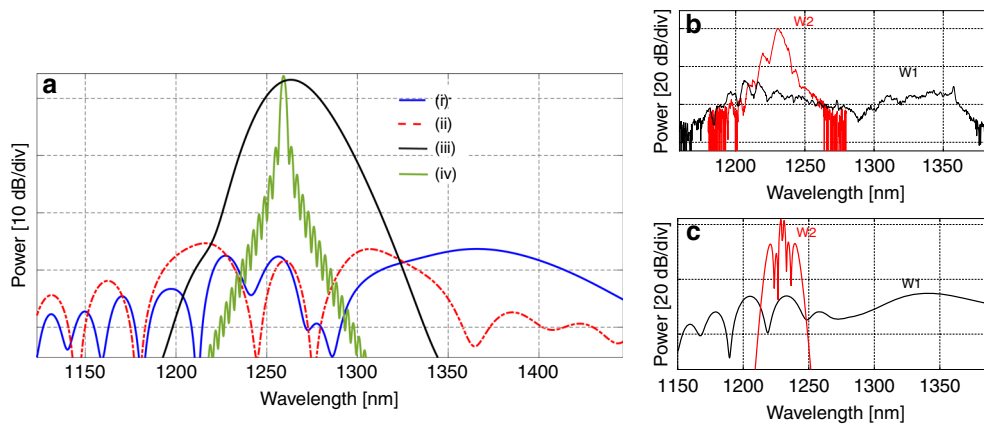 a
Power [10 dB/div]
(i)
(ii)
(iii)
(iv)
1150 1200 1250 1300 1350 1400
Wavelength [nm]
b
Power [20 dB/div]
W2
W1
1200 1250 1300 1350
Wavelength [nm]
c
Power [20 dB/div]
W2
W1
1150 1200 1250 1300 1350
Wavelength [nm]